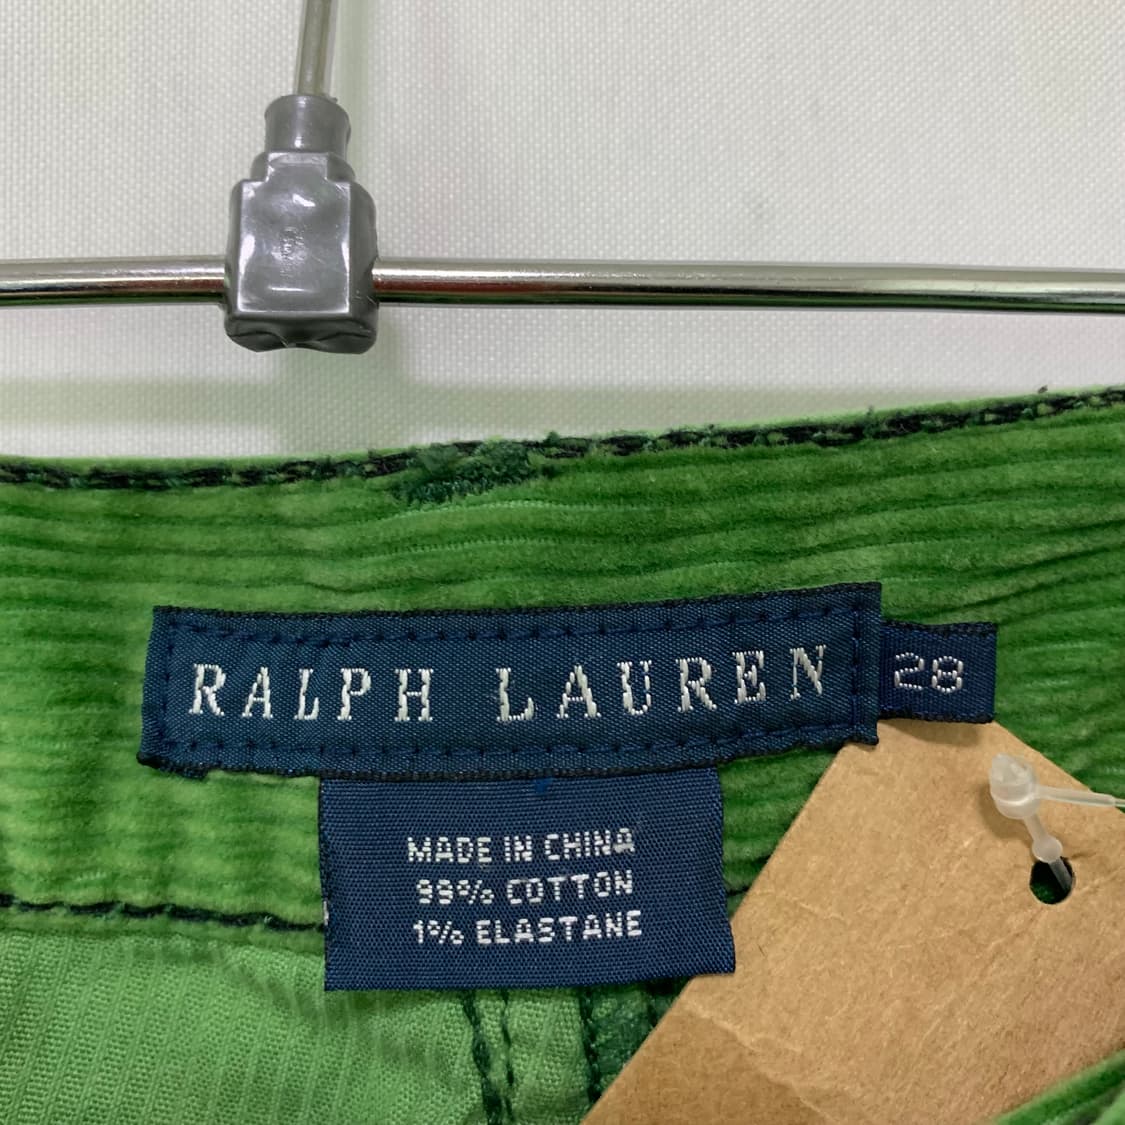 RALPH LAUREN
28
MADE IN CHINA
99% COTTON
1% ELASTANE